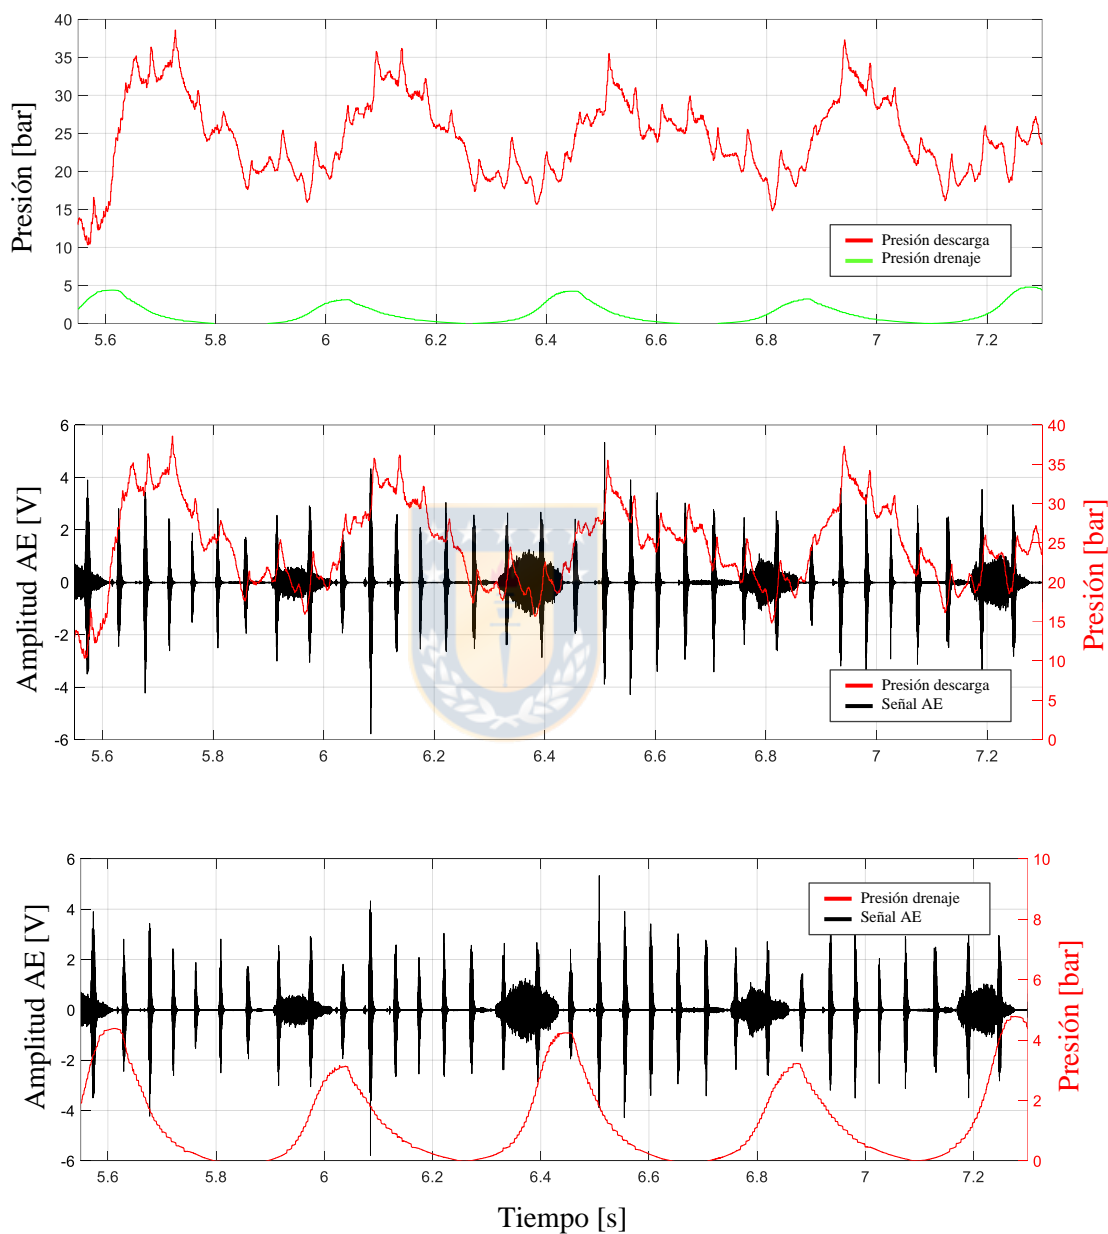 40
35
30
25
20
15
10
5
0
Presión [bar]
Presión descarga
Presión drenaje
5.6 5.8 6 6.2 6.4 6.6 6.8 7 7.2
6
4
2
0
-2
-4
-6
Amplitud AE [V]
40
35
30
25
20
15
10
5
0
Presión [bar]
Presión descarga
Señal AE
5.6 5.8 6 6.2 6.4 6.6 6.8 7 7.2
6
4
2
0
-2
-4
-6
Amplitud AE [V]
10
8
6
4
2
0
Presión [bar]
Presión drenaje
Señal AE
5.6 5.8 6 6.2 6.4 6.6 6.8 7 7.2
Tiempo [s]